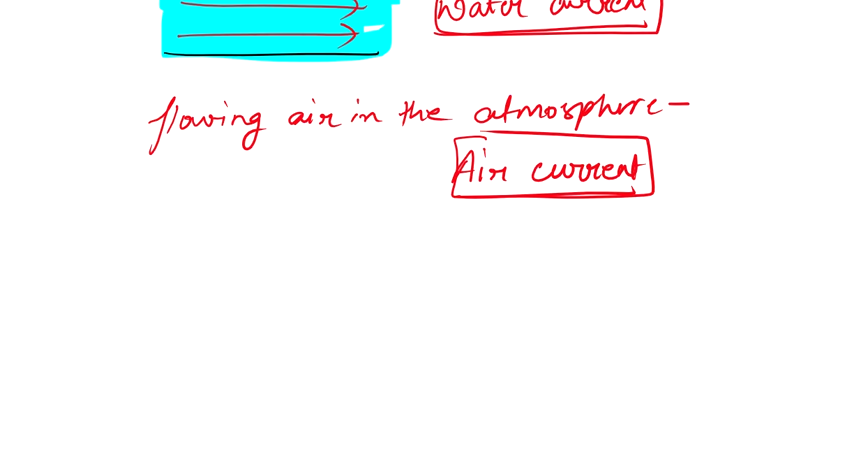 Water current
flowing air in the atmosphere -
Air current